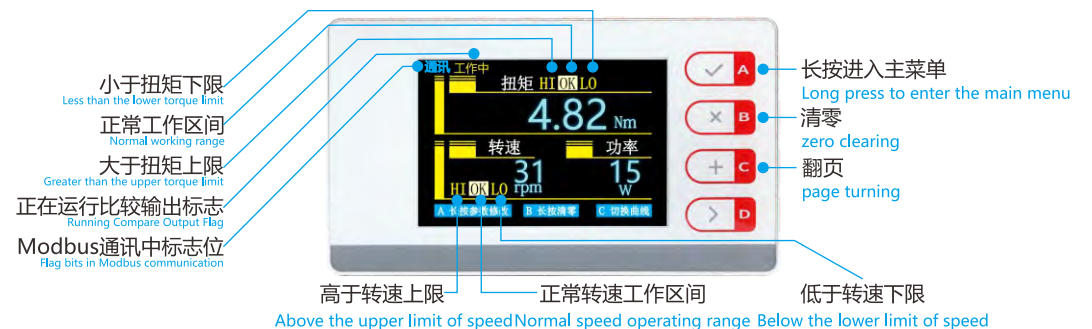 小于扭矩下限
Less than the lower torque limit
正常工作区间
Normal working range
大于扭矩上限
Greater than the upper torque limit
正在运行比较输出标志
Running Compare Output Flag
Modbus通讯中标志位
Flag bits in Modbus communication
通讯 工作中
扭矩 HI OK LO
4.82 Nm
转速 功率
31 15
HI OK LO rpm W
A 长按参数修改 B 长按清零 C 切换曲线
✓ A
× B
+ C
> D
长按进入主菜单
Long press to enter the main menu
清零
zero clearing
翻页
page turning
高于转速上限 正常转速工作区间 低于转速下限
Above the upper limit of speed Normal speed operating range Below the lower limit of speed